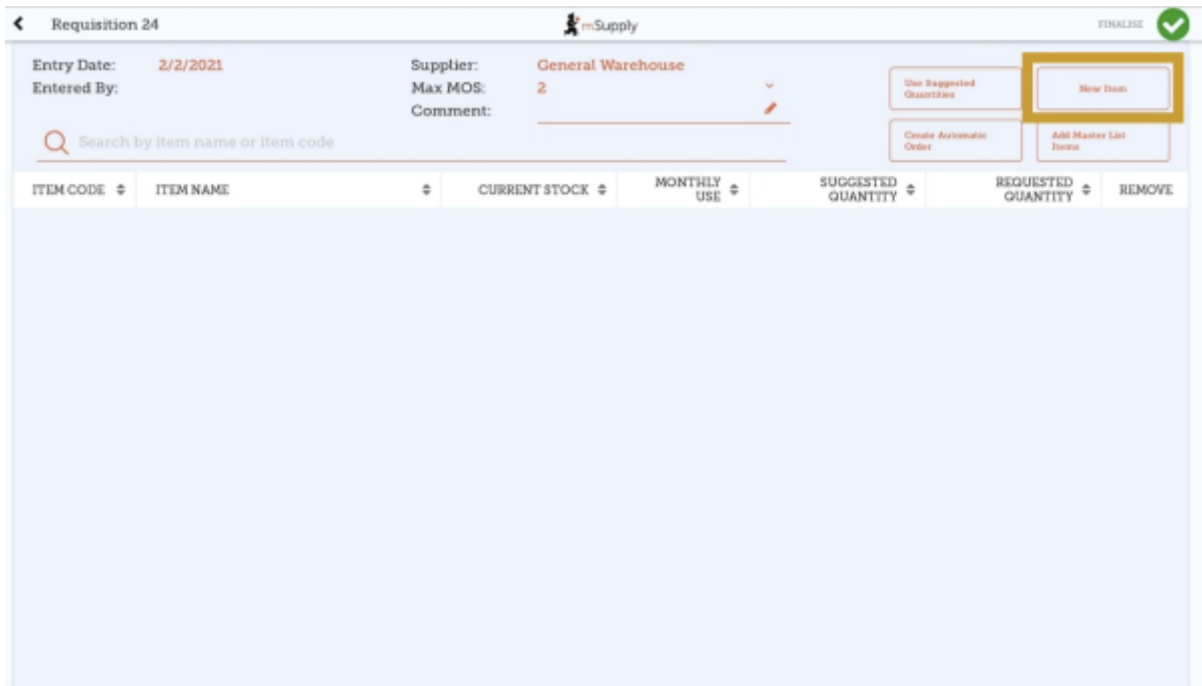 Requisition 24
mSupply
FINALISE
Entry Date: 2/2/2021
Entered By:
Supplier: General Warehouse
Max MOS: 2
Comment:
Use Suggested
Quantities
New Item
Create Automatic
Order
Add Master List
Items
Search by item name or item code
ITEM CODE
ITEM NAME
CURRENT STOCK
MONTHLY
USE
SUGGESTED
QUANTITY
REQUESTED
QUANTITY
REMOVE